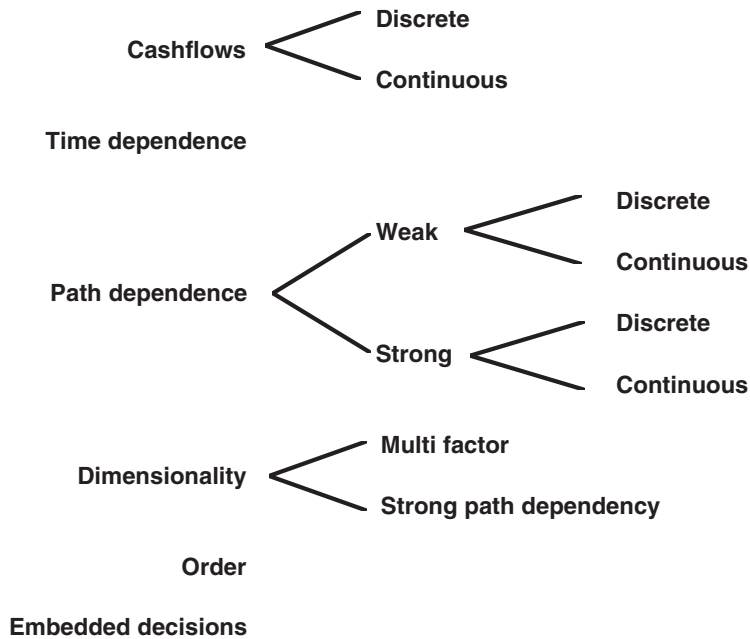 Discrete
Cashflows
Continuous
Time dependence
Discrete
Weak
Continuous
Path dependence
Discrete
Strong
Continuous
Multi factor
Dimensionality
Strong path dependency
Order
Embedded decisions